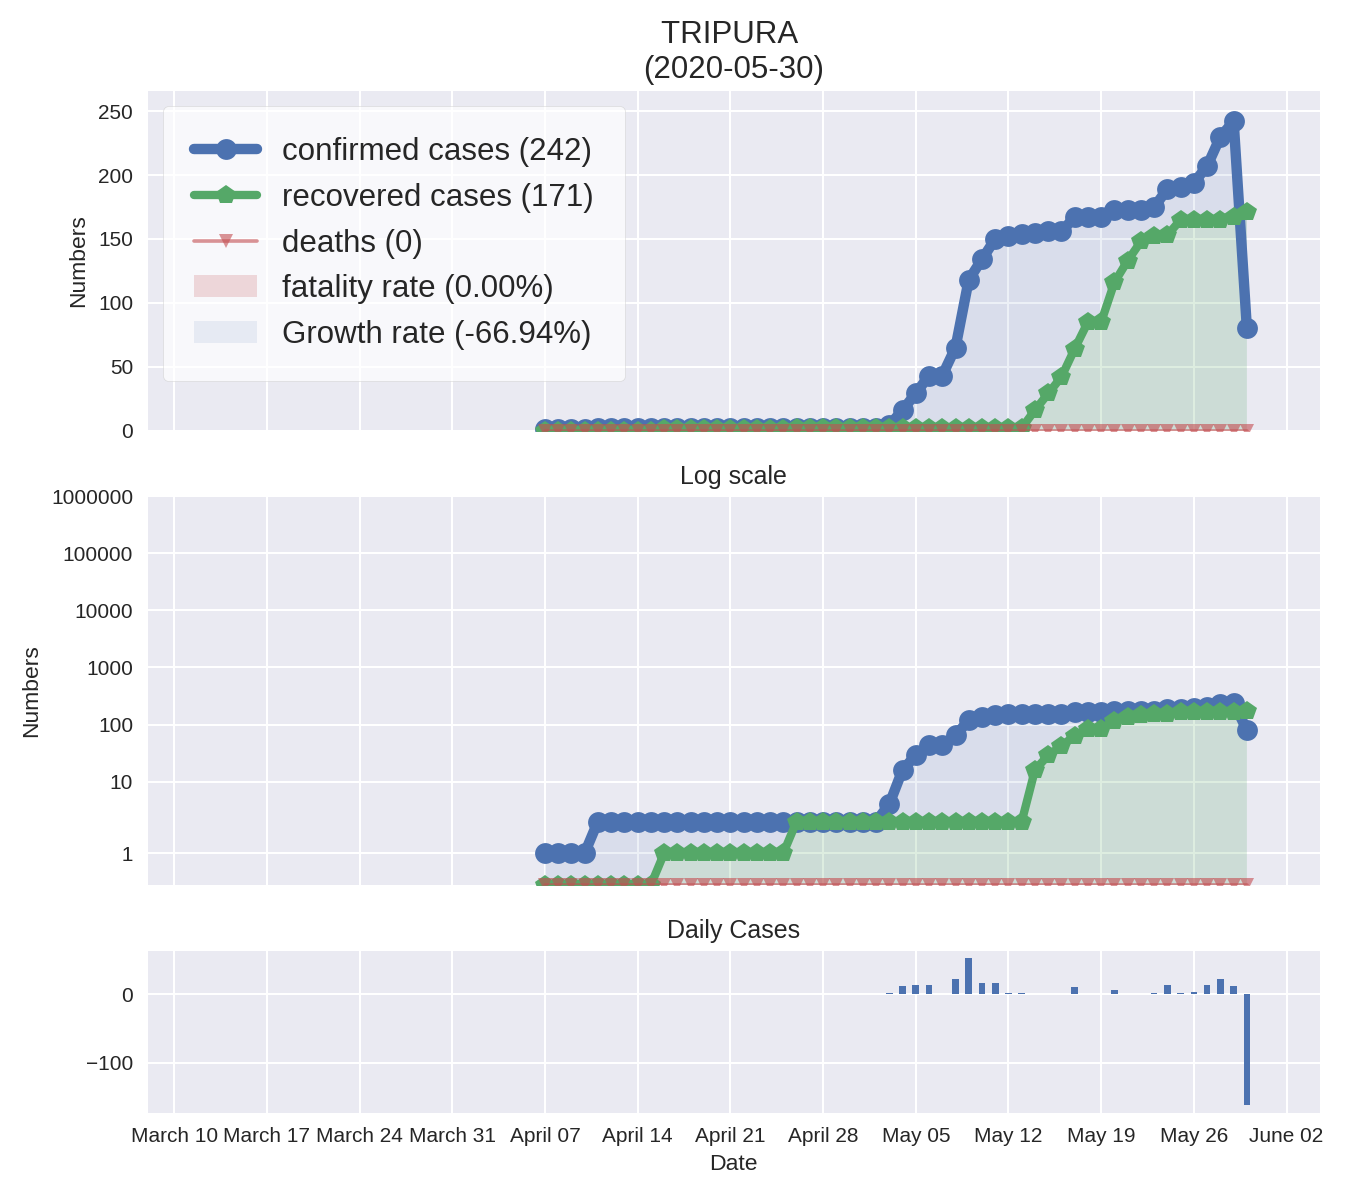 TRIPURA
(2020-05-30)
250
200
150
100
50
0
Numbers
confirmed cases (242)
recovered cases (171)
deaths (0)
fatality rate (0.00%)
Growth rate (-66.94%)
Log scale
1000000
100000
10000
1000
100
10
1
Numbers
Daily Cases
0
−100
March 10 March 17 March 24 March 31 April 07 April 14 April 21 April 28 May 05 May 12 May 19 May 26 June 02
Date